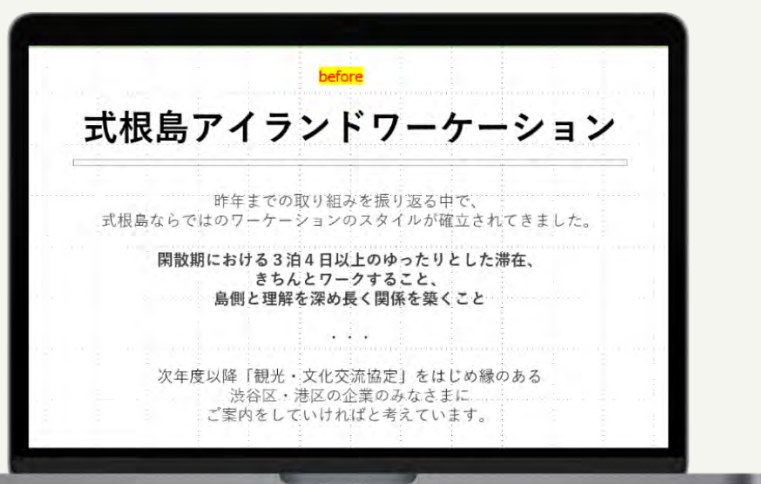 before
式根島アイランドワーケーション
昨年までの取り組みを振り返る中で、
式根島ならではのワーケーションのスタイルが確立されてきました。
閑散期における３泊４日以上のゆったりとした滞在、
きちんとワークすること、
島側と理解を深め長く関係を築くこと
・・・
次年度以降「観光・文化交流協定」をはじめ縁のある
渋谷区・港区の企業のみなさまに
ご案内をしていければと考えています。